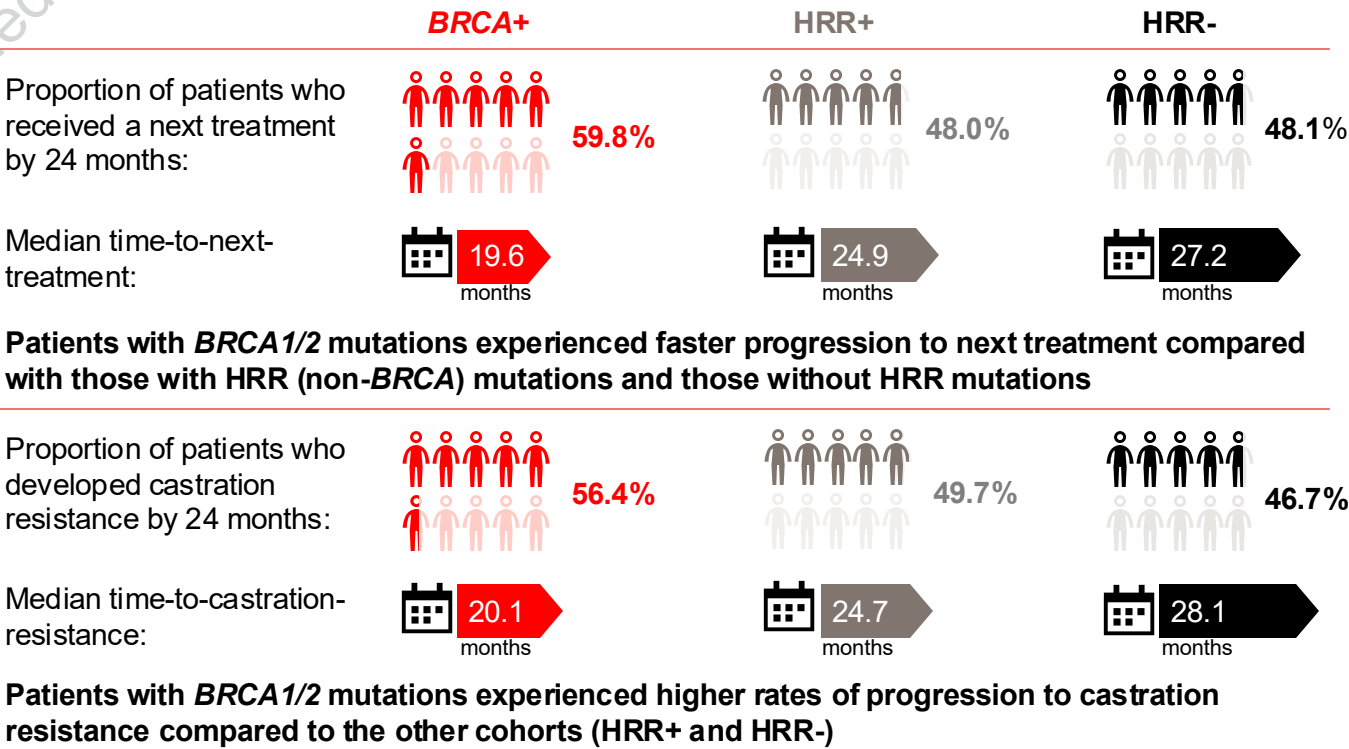 BRCA+ HRR+ HRR-
Proportion of patients who
received a next treatment
by 24 months:
59.8% 48.0% 48.1%
Median time-to-next-
treatment:
19.6 months 24.9 months 27.2 months
Patients with BRCA1/2 mutations experienced faster progression to next treatment compared
with those with HRR (non-BRCA) mutations and those without HRR mutations
Proportion of patients who
developed castration
resistance by 24 months:
56.4% 49.7% 46.7%
Median time-to-castration-
resistance:
20.1 months 24.7 months 28.1 months
Patients with BRCA1/2 mutations experienced higher rates of progression to castration
resistance compared to the other cohorts (HRR+ and HRR-)